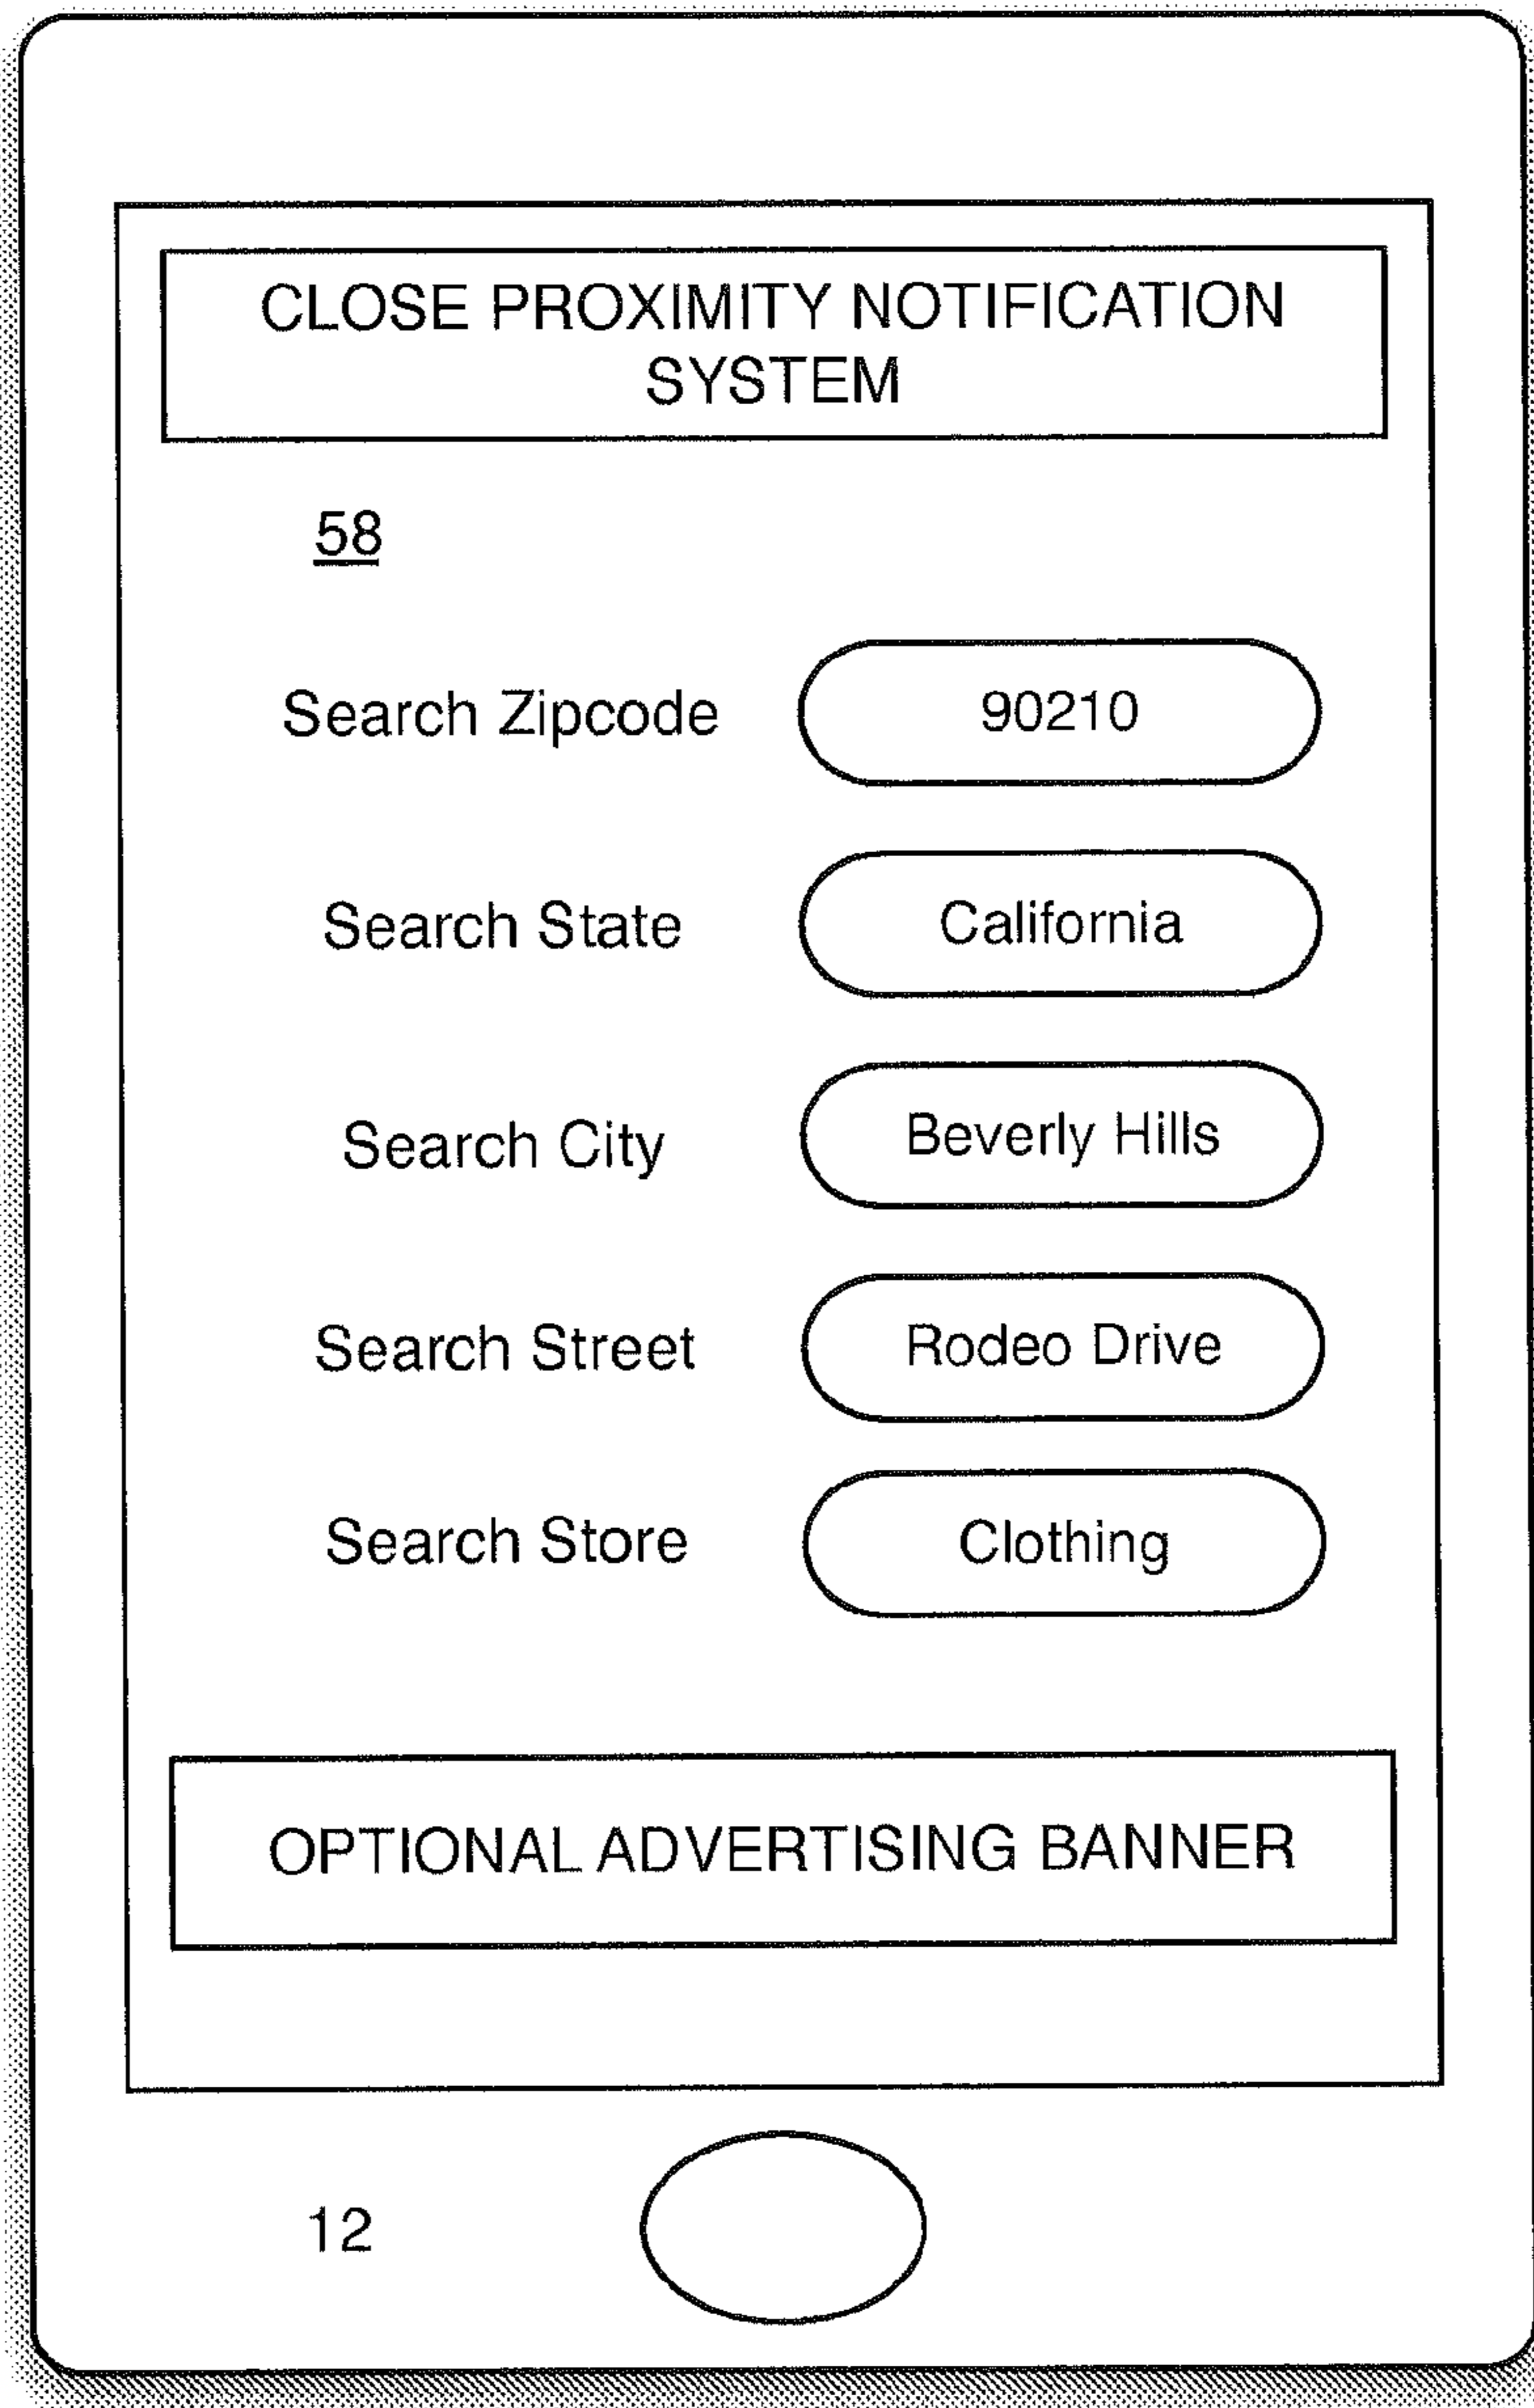 CLOSE PROXIMITY NOTIFICATION
SYSTEM
58
Search Zipcode 90210
Search State California
Search City Beverly Hills
Search Street Rodeo Drive
Search Store Clothing
OPTIONAL ADVERTISING BANNER
12